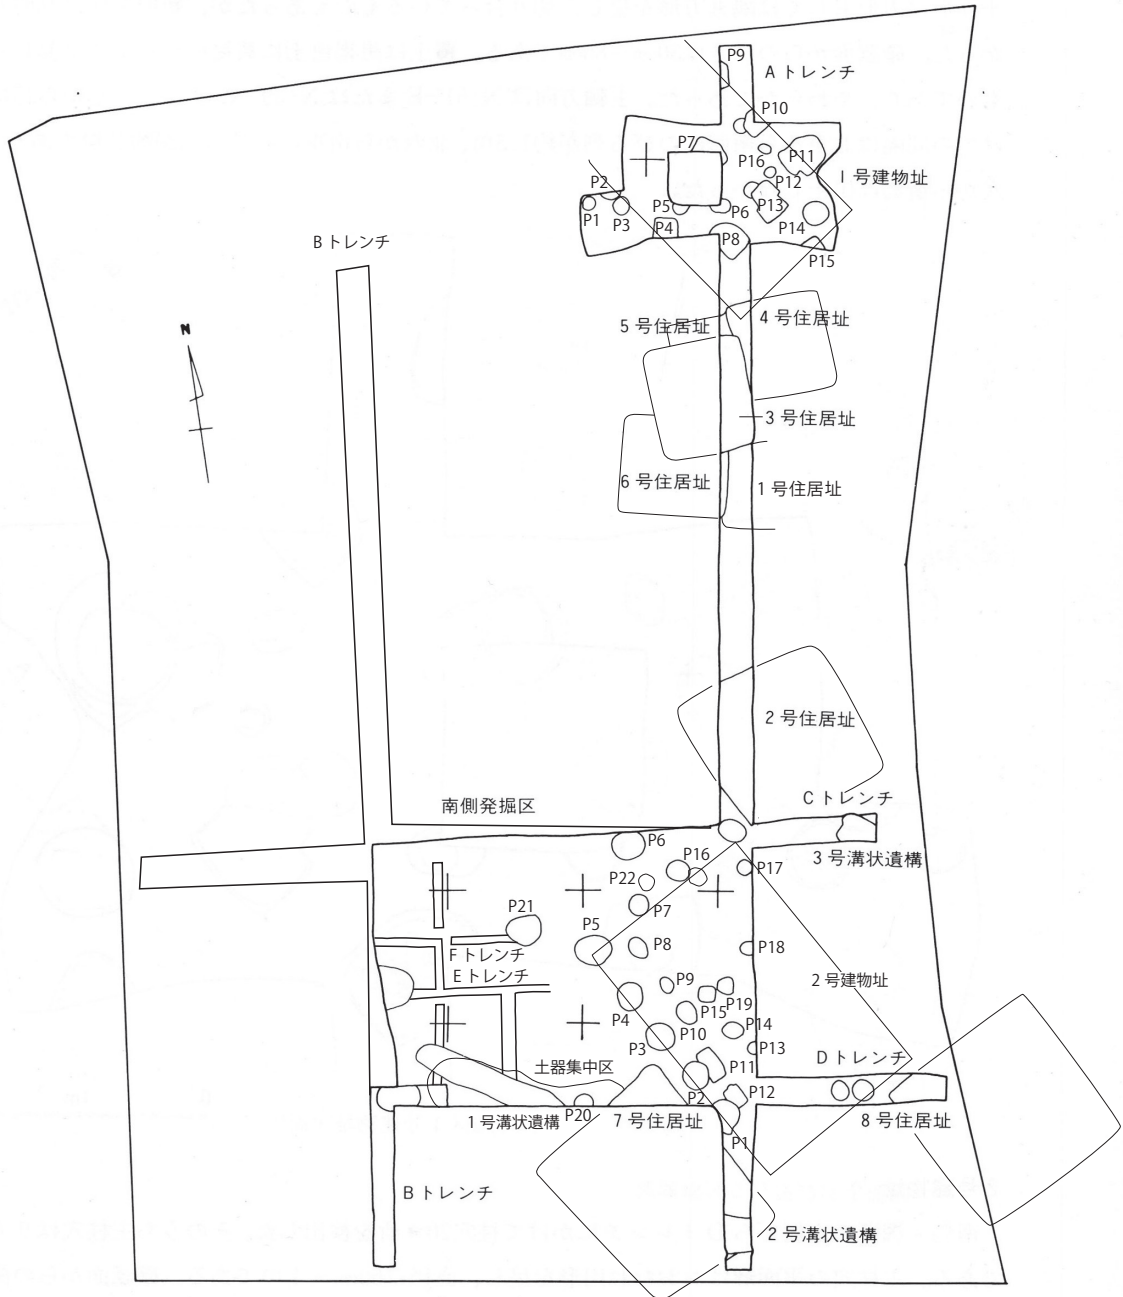 P9
Aトレンチ
P10
P7
P16
P11
1号建物址
P2
P12
P1
P3
P5
P4
P6
P13
P14
P8
P15
Bトレンチ
N
5号住居址
4号住居址
3号住居址
6号住居址
1号住居址
2号住居址
南側発掘区
Cトレンチ
3号溝状遺構
P6
P16
P17
P22
P7
P21
P5
P8
P18
Fトレンチ
Eトレンチ
2号建物址
P9
P19
P4
P15
P14
P3
P10
P13
Dトレンチ
土器集中区
P11
P2
P12
P20
1号溝状遺構
7号住居址
8号住居址
P1
Bトレンチ
2号溝状遺構